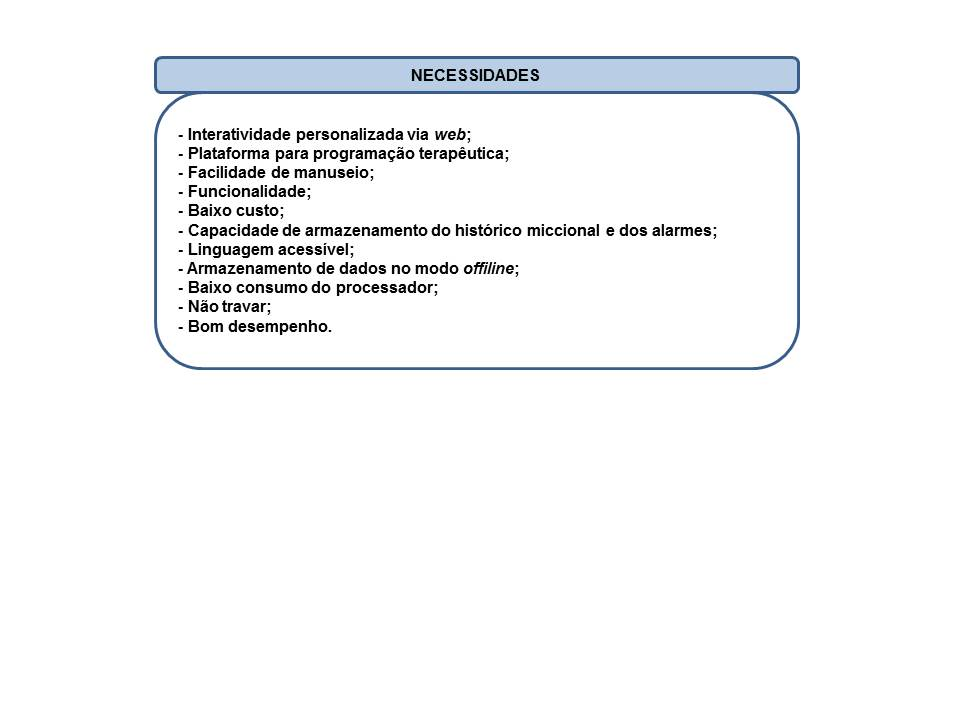 NECESSIDADES
- Interatividade personalizada via web;
- Plataforma para programação terapêutica;
- Facilidade de manuseio;
- Funcionalidade;
- Baixo custo;
- Capacidade de armazenamento do histórico miccional e dos alarmes;
- Linguagem acessível;
- Armazenamento de dados no modo offiline;
- Baixo consumo do processador;
- Não travar;
- Bom desempenho.